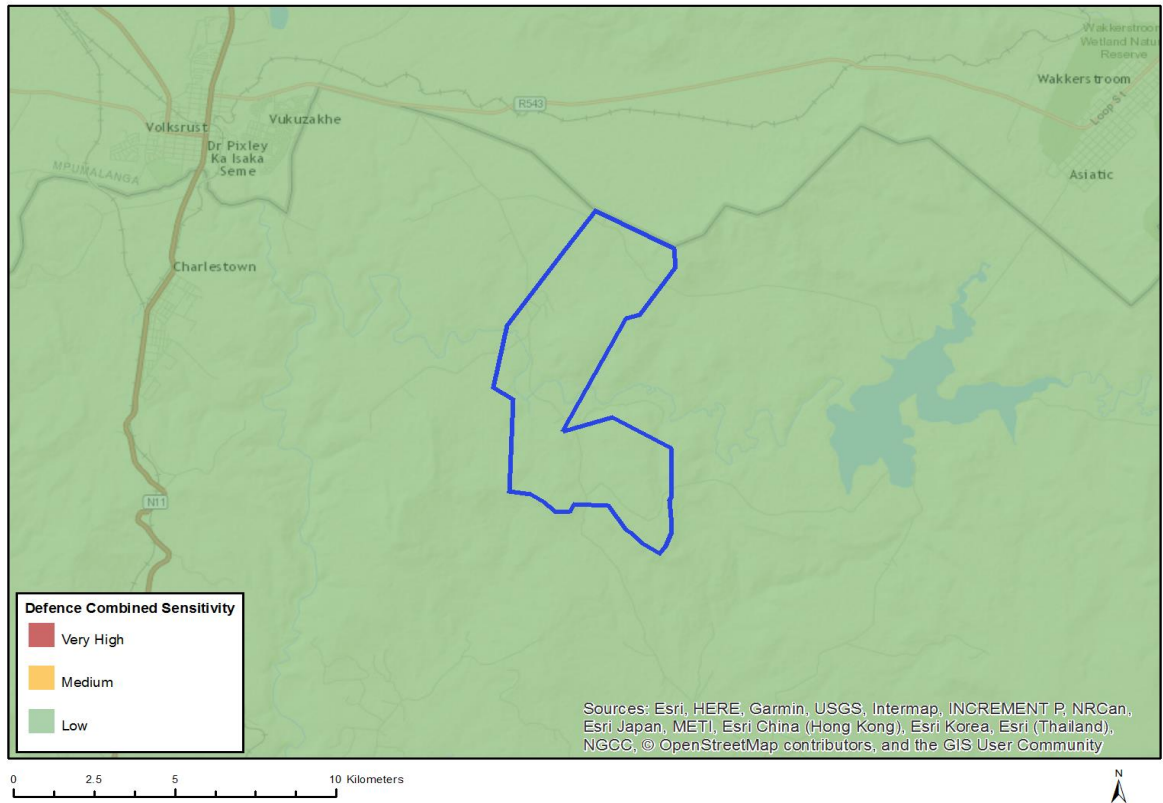 Wakkerstroom
Wetland Natu
Reserve
Wakkerstroom
Loop St
R543
Vukuzakhe
Volksrust
Dr Pixley
Ka Isaka
Seme
MPUMALANGA
Asiatic
Charlestown
N11
Defence Combined Sensitivity
Very High
Medium
Low
Sources: Esri, HERE, Garmin, USGS, Intermap, INCREMENT P, NRCan,
Esri Japan, METI, Esri China (Hong Kong), Esri Korea, Esri (Thailand),
NGCC, © OpenStreetMap contributors, and the GIS User Community
0 2.5 5 10 Kilometers
N